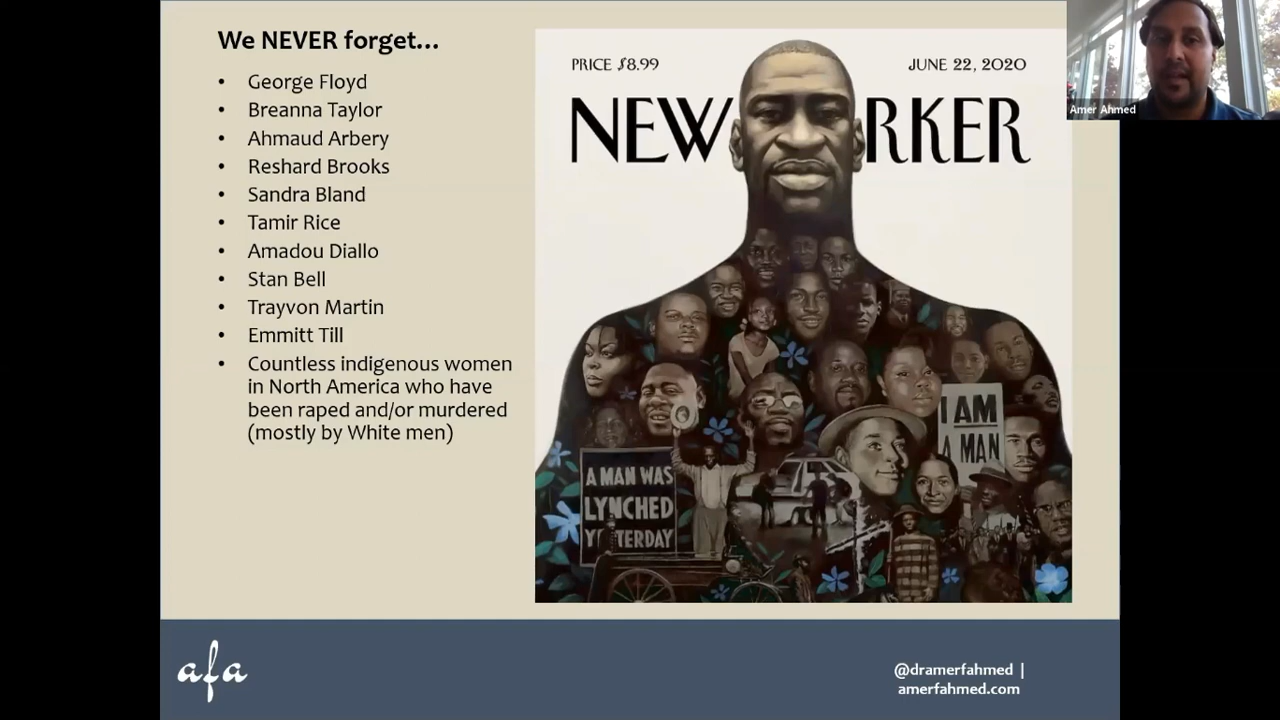 We NEVER forget...
• George Floyd
• Breanna Taylor
• Ahmaud Arbery
• Reshard Brooks
• Sandra Bland
• Tamir Rice
• Amadou Diallo
• Stan Bell
• Trayvon Martin
• Emmitt Till
• Countless indigenous women
in North America who have
been raped and/or murdered
(mostly by White men)
PRICE $8.99
JUNE 22, 2020
NEW RKER
I AM
A MAN
A MAN WAS
LYNCHED
YESTERDAY
Amer Ahmed
afa
@dramerfahmed |
amerfahmed.com